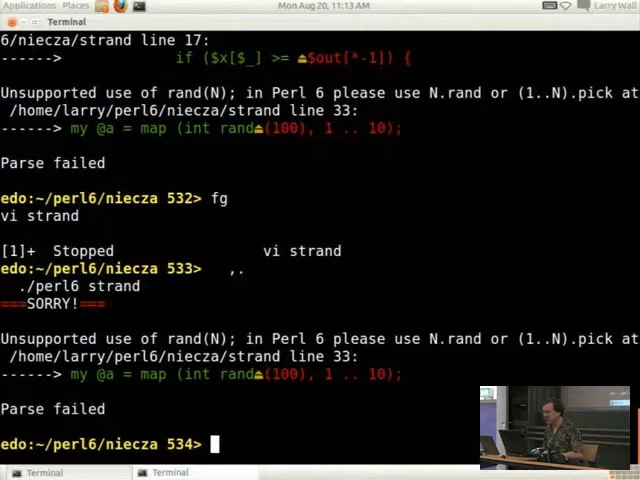 Applications Places Mon Aug 20, 11:13 AM Larry Wall
Terminal
6/niecza/strand line 17:
------> if ($x[$_] >= ⏏$out[*-1]) {
Unsupported use of rand(N); in Perl 6 please use N.rand or (1..N).pick at
/home/larry/perl6/niecza/strand line 33:
------> my @a = map (int rand⏏(100), 1 .. 10);
Parse failed
edo:~/perl6/niecza 532> fg
vi strand
[1]+ Stopped vi strand
edo:~/perl6/niecza 533> ,.
./perl6 strand
===SORRY!===
Unsupported use of rand(N); in Perl 6 please use N.rand or (1..N).pick at
/home/larry/perl6/niecza/strand line 33:
------> my @a = map (int rand⏏(100), 1 .. 10);
Parse failed
edo:~/perl6/niecza 534>
Terminal Terminal